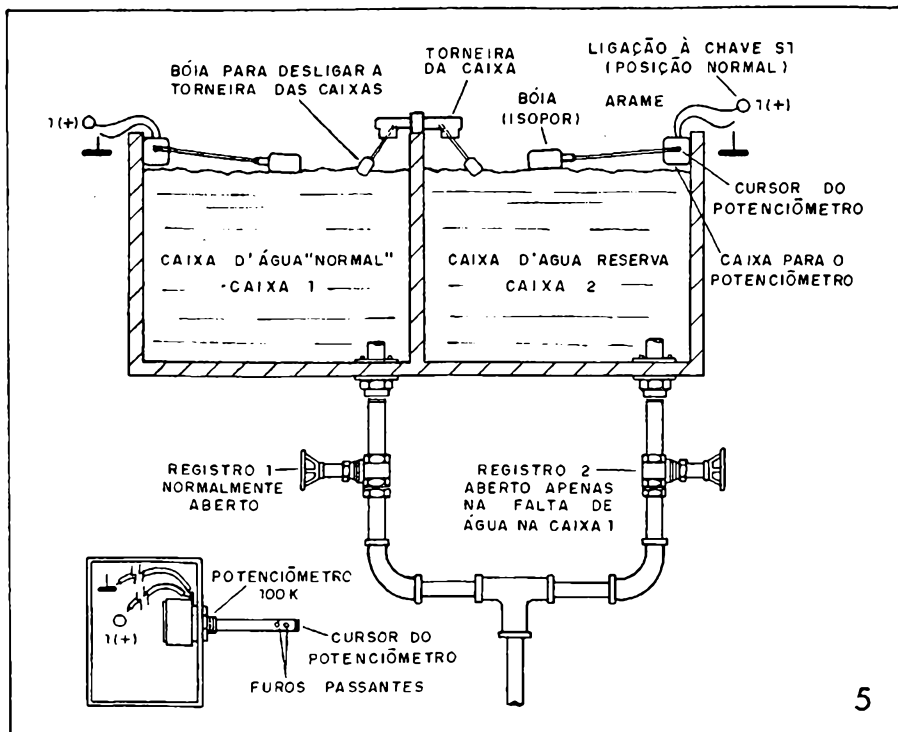 BÓIA PARA DESLIGAR A
TORNEIRA DAS CAIXAS
TORNEIRA
DA CAIXA
LIGAÇÃO À CHAVE S1
(POSIÇÃO NORMAL)
BÓIA
(ISOPOR)
ARAME
1(+)
1(+)
CURSOR DO
POTENCIÔMETRO
CAIXA PARA O
POTENCIÔMETRO
CAIXA D'ÁGUA "NORMAL"
CAIXA 1
CAIXA D'AGUA RESERVA
CAIXA 2
REGISTRO 1
NORMALMENTE
ABERTO
REGISTRO 2
ABERTO APENAS
NA FALTA DE
ÁGUA NA CAIXA 1
POTENCIÔMETRO
100K
1(+)
CURSOR DO
POTENCIÔMETRO
FUROS PASSANTES
5